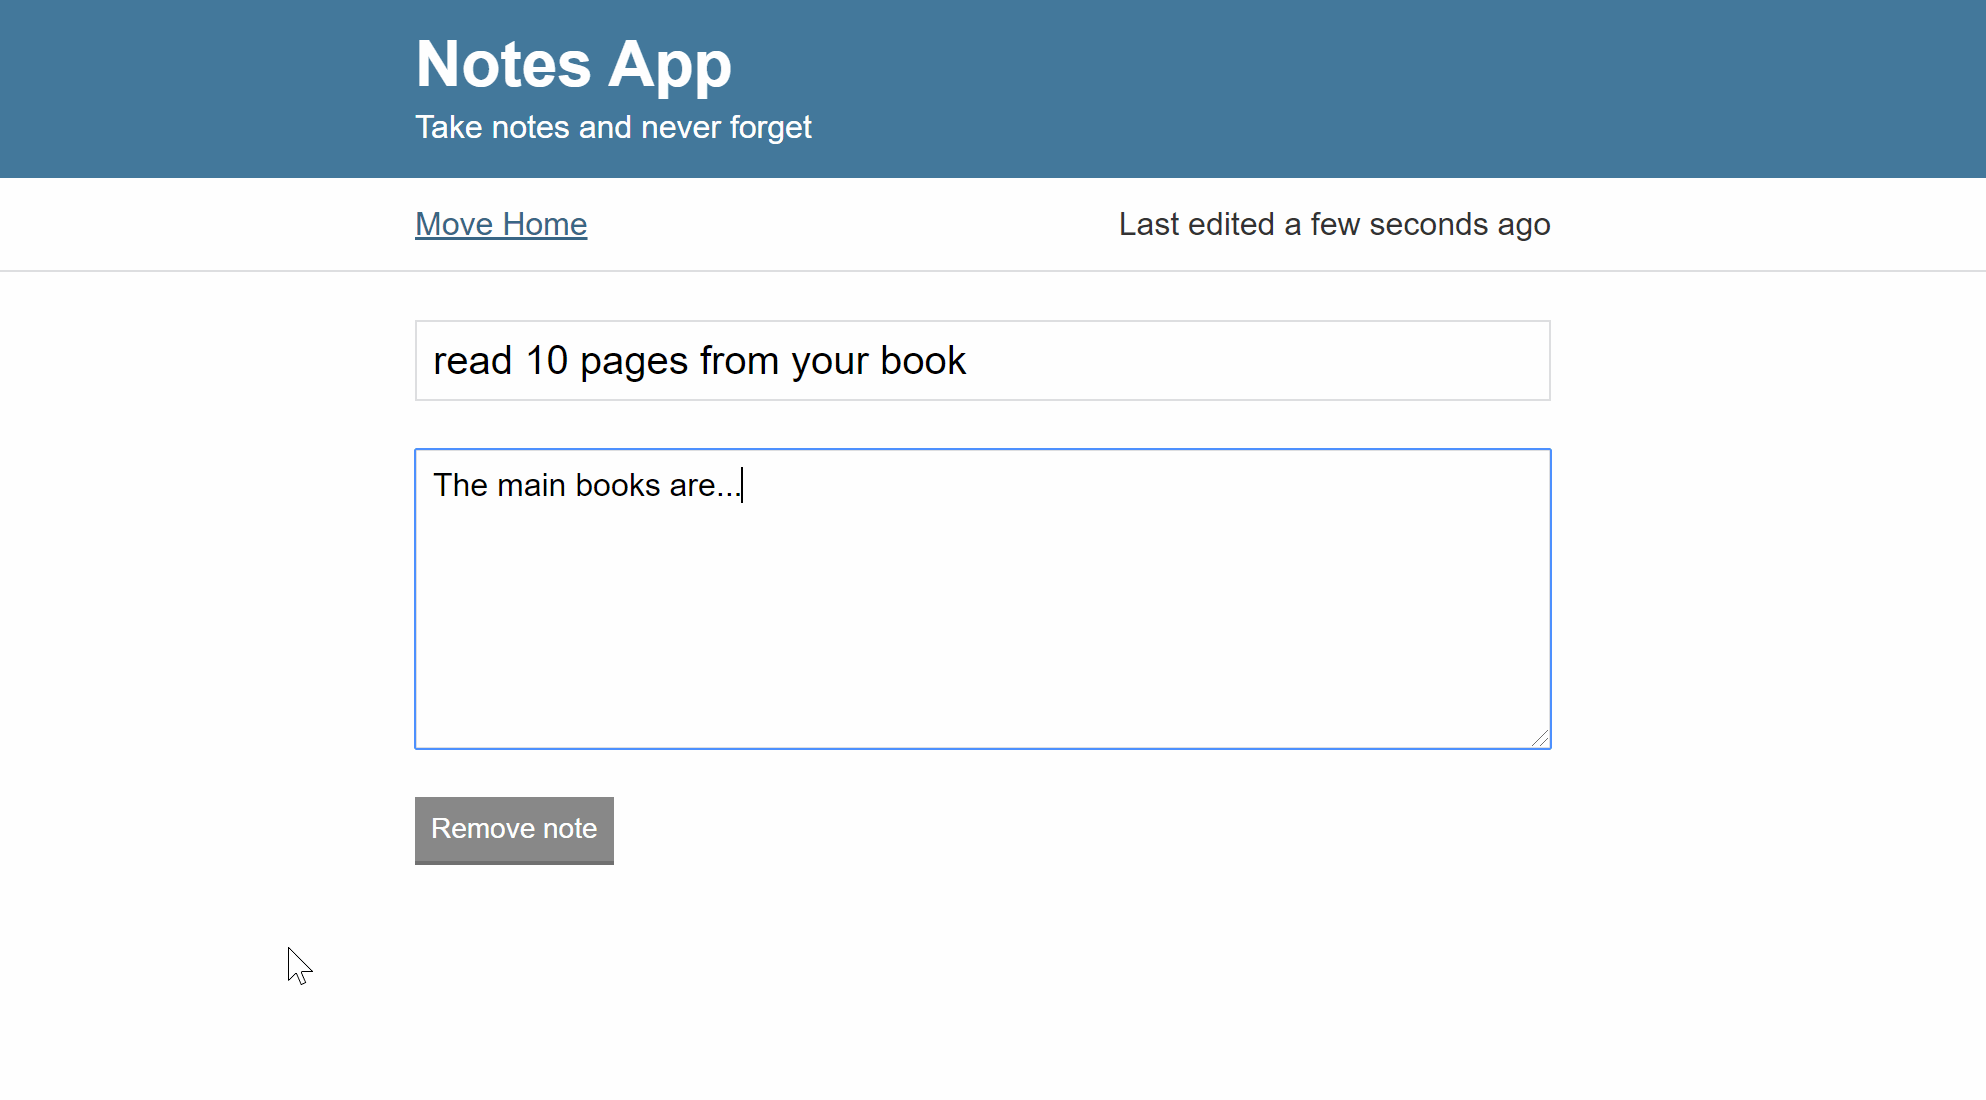 Notes App
Take notes and never forget
Move Home
Last edited a few seconds ago
read 10 pages from your book
The main books are...
Remove note